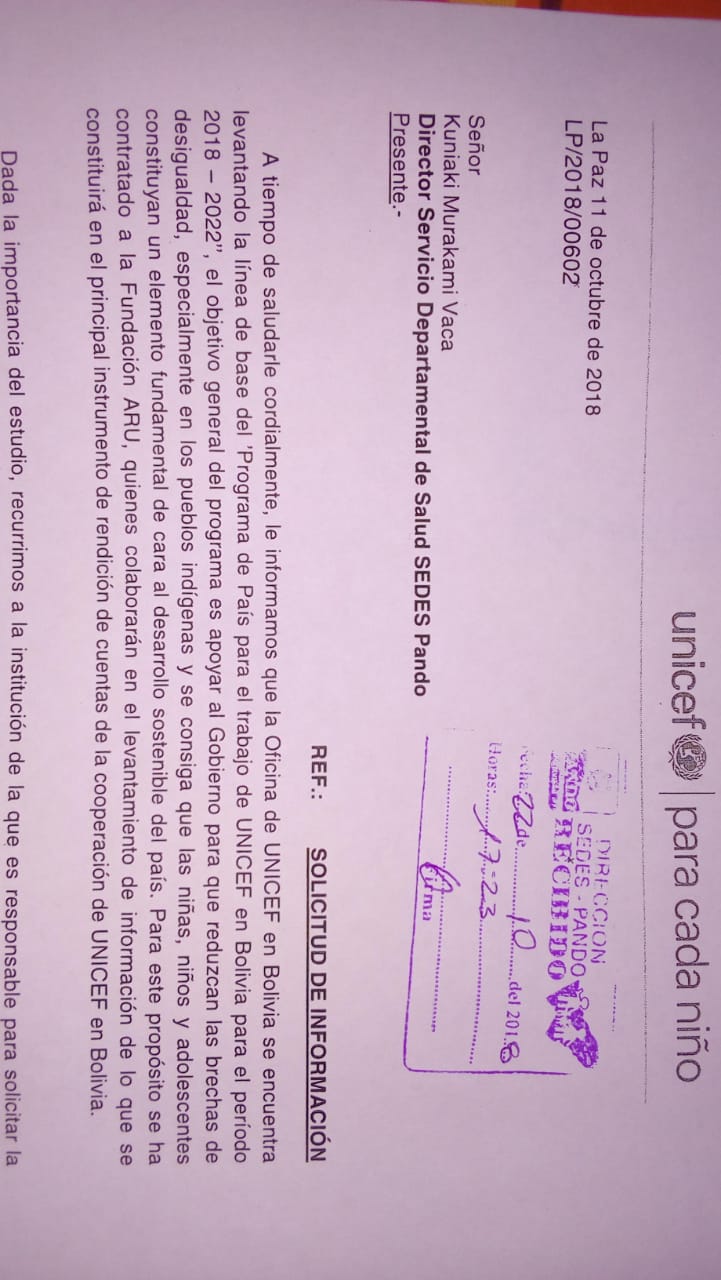 unicef para cada niño
La Paz 11 de octubre de 2018
LP/2018/00602
DIRECCION
SEDES - PANDO
RECIBIDO
Fecha: 22 de 10 del 2018
Horas: 17:23
Firma
Señor
Kuniaki Murakami Vaca
Director Servicio Departamental de Salud SEDES Pando
Presente.-
REF.: SOLICITUD DE INFORMACIÓN
A tiempo de saludarle cordialmente, le informamos que la Oficina de UNICEF en Bolivia se encuentra
levantando la línea de base del 'Programa de País para el trabajo de UNICEF en Bolivia para el período
2018 – 2022", el objetivo general del programa es apoyar al Gobierno para que reduzcan las brechas de
desigualdad, especialmente en los pueblos indígenas y se consiga que las niñas, niños y adolescentes
constituyan un elemento fundamental de cara al desarrollo sostenible del país. Para este propósito se ha
contratado a la Fundación ARU, quienes colaborarán en el levantamiento de información de lo que se
constituirá en el principal instrumento de rendición de cuentas de la cooperación de UNICEF en Bolivia.
Dada la importancia del estudio, recurrimos a la institución de la que es responsable para solicitar la